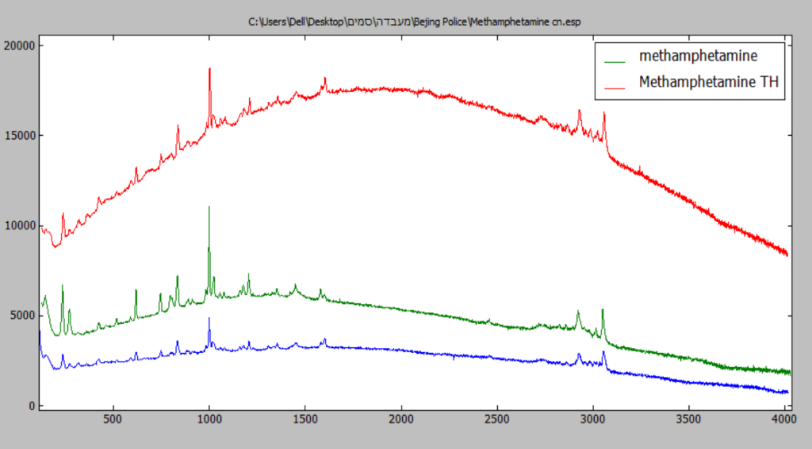 C:\Users\Dell\Desktop\מעבדה\סמים\Bejing Police\Methamphetamine cn.esp
20000
15000
10000
5000
0
methamphetamine
Methamphetamine TH
500 1000 1500 2000 2500 3000 3500 4000